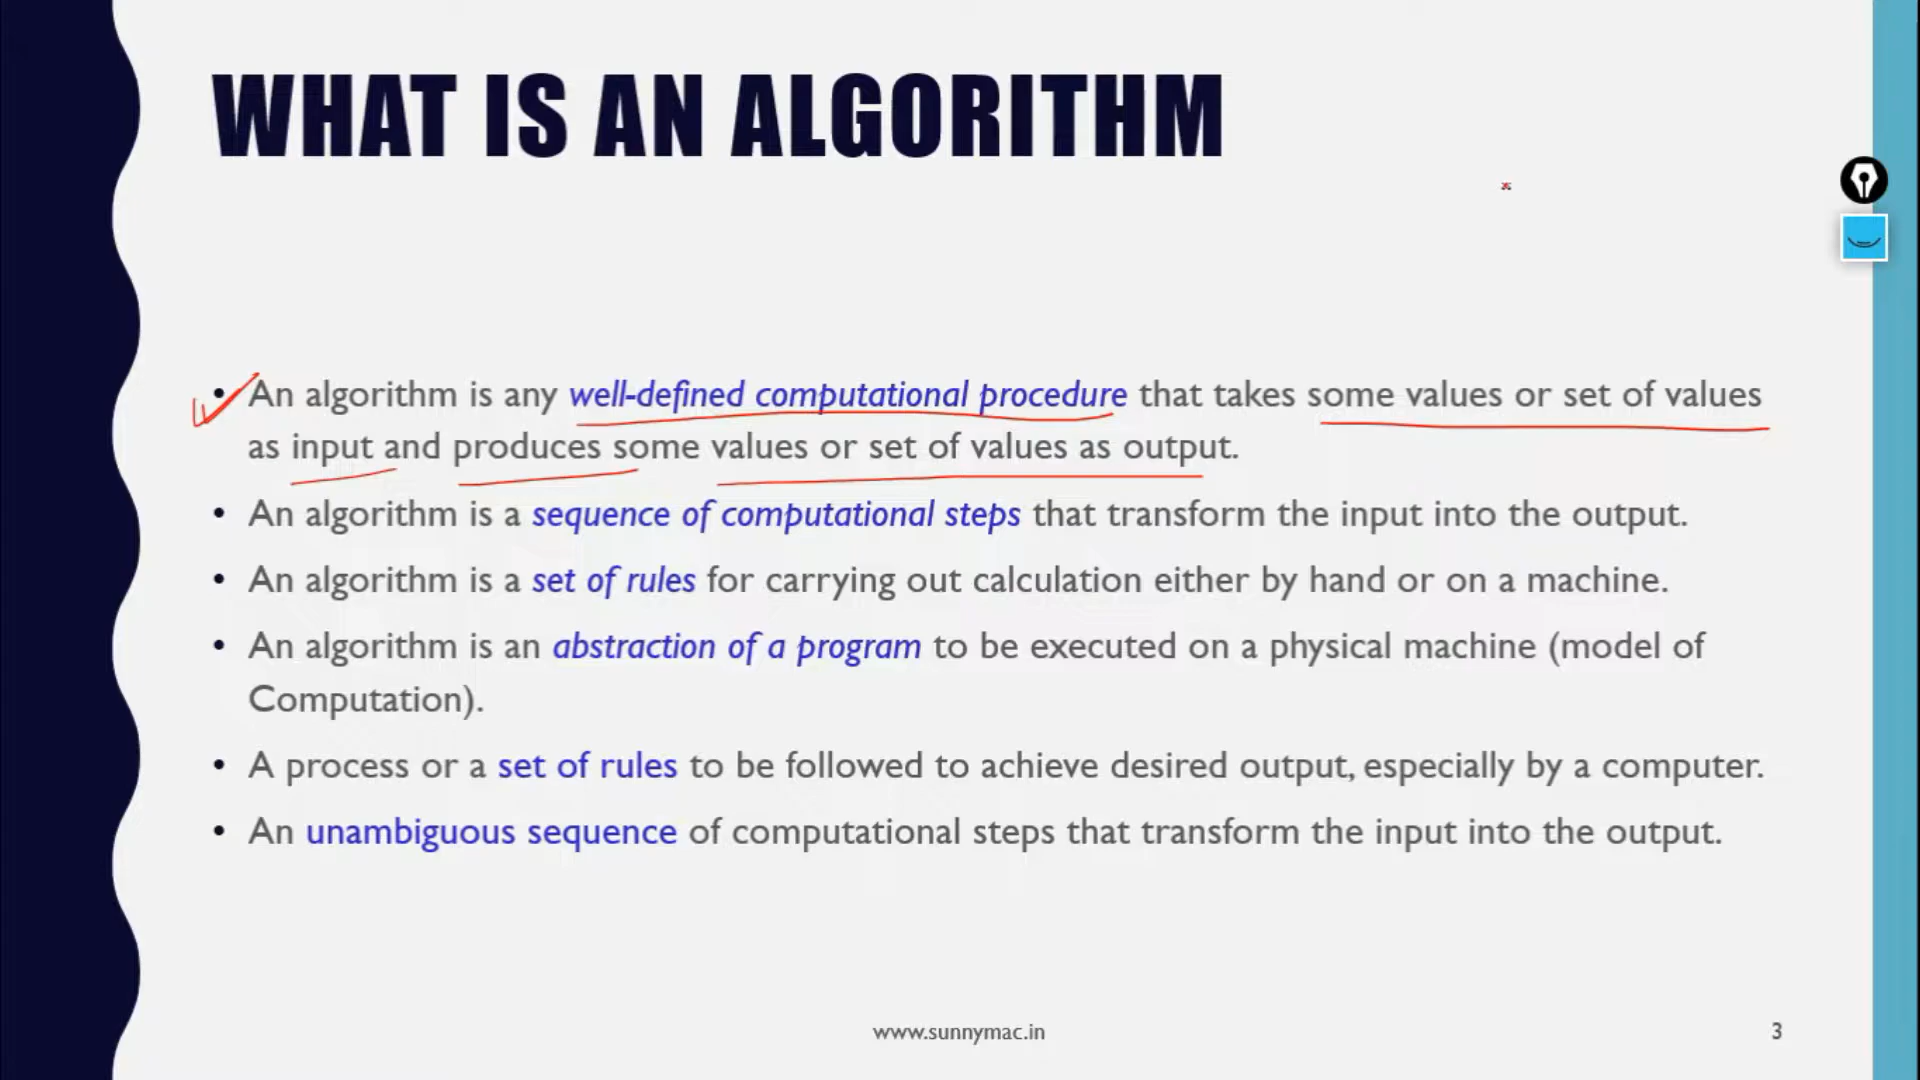 WHAT IS AN ALGORITHM
• An algorithm is any well-defined computational procedure that takes some values or set of values
as input and produces some values or set of values as output.
• An algorithm is a sequence of computational steps that transform the input into the output.
• An algorithm is a set of rules for carrying out calculation either by hand or on a machine.
• An algorithm is an abstraction of a program to be executed on a physical machine (model of
Computation).
• A process or a set of rules to be followed to achieve desired output, especially by a computer.
• An unambiguous sequence of computational steps that transform the input into the output.
www.sunnymac.in
3